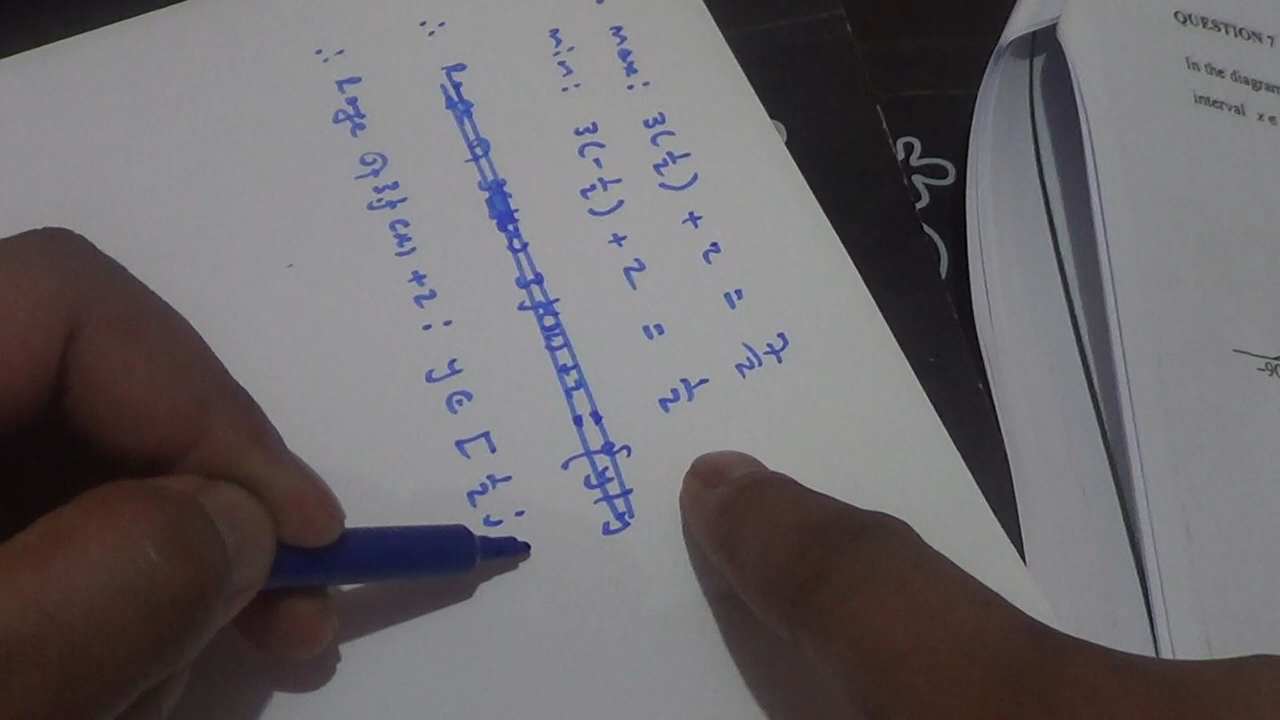 max: 3(1/2) + 2 = 7/2
min: 3(-1/2) + 2 = 1/2
∴ Range of 3f(x) + 2 : y ∈ [1/2 ;
QUESTION 7
In the diagram
interval x ε
-90